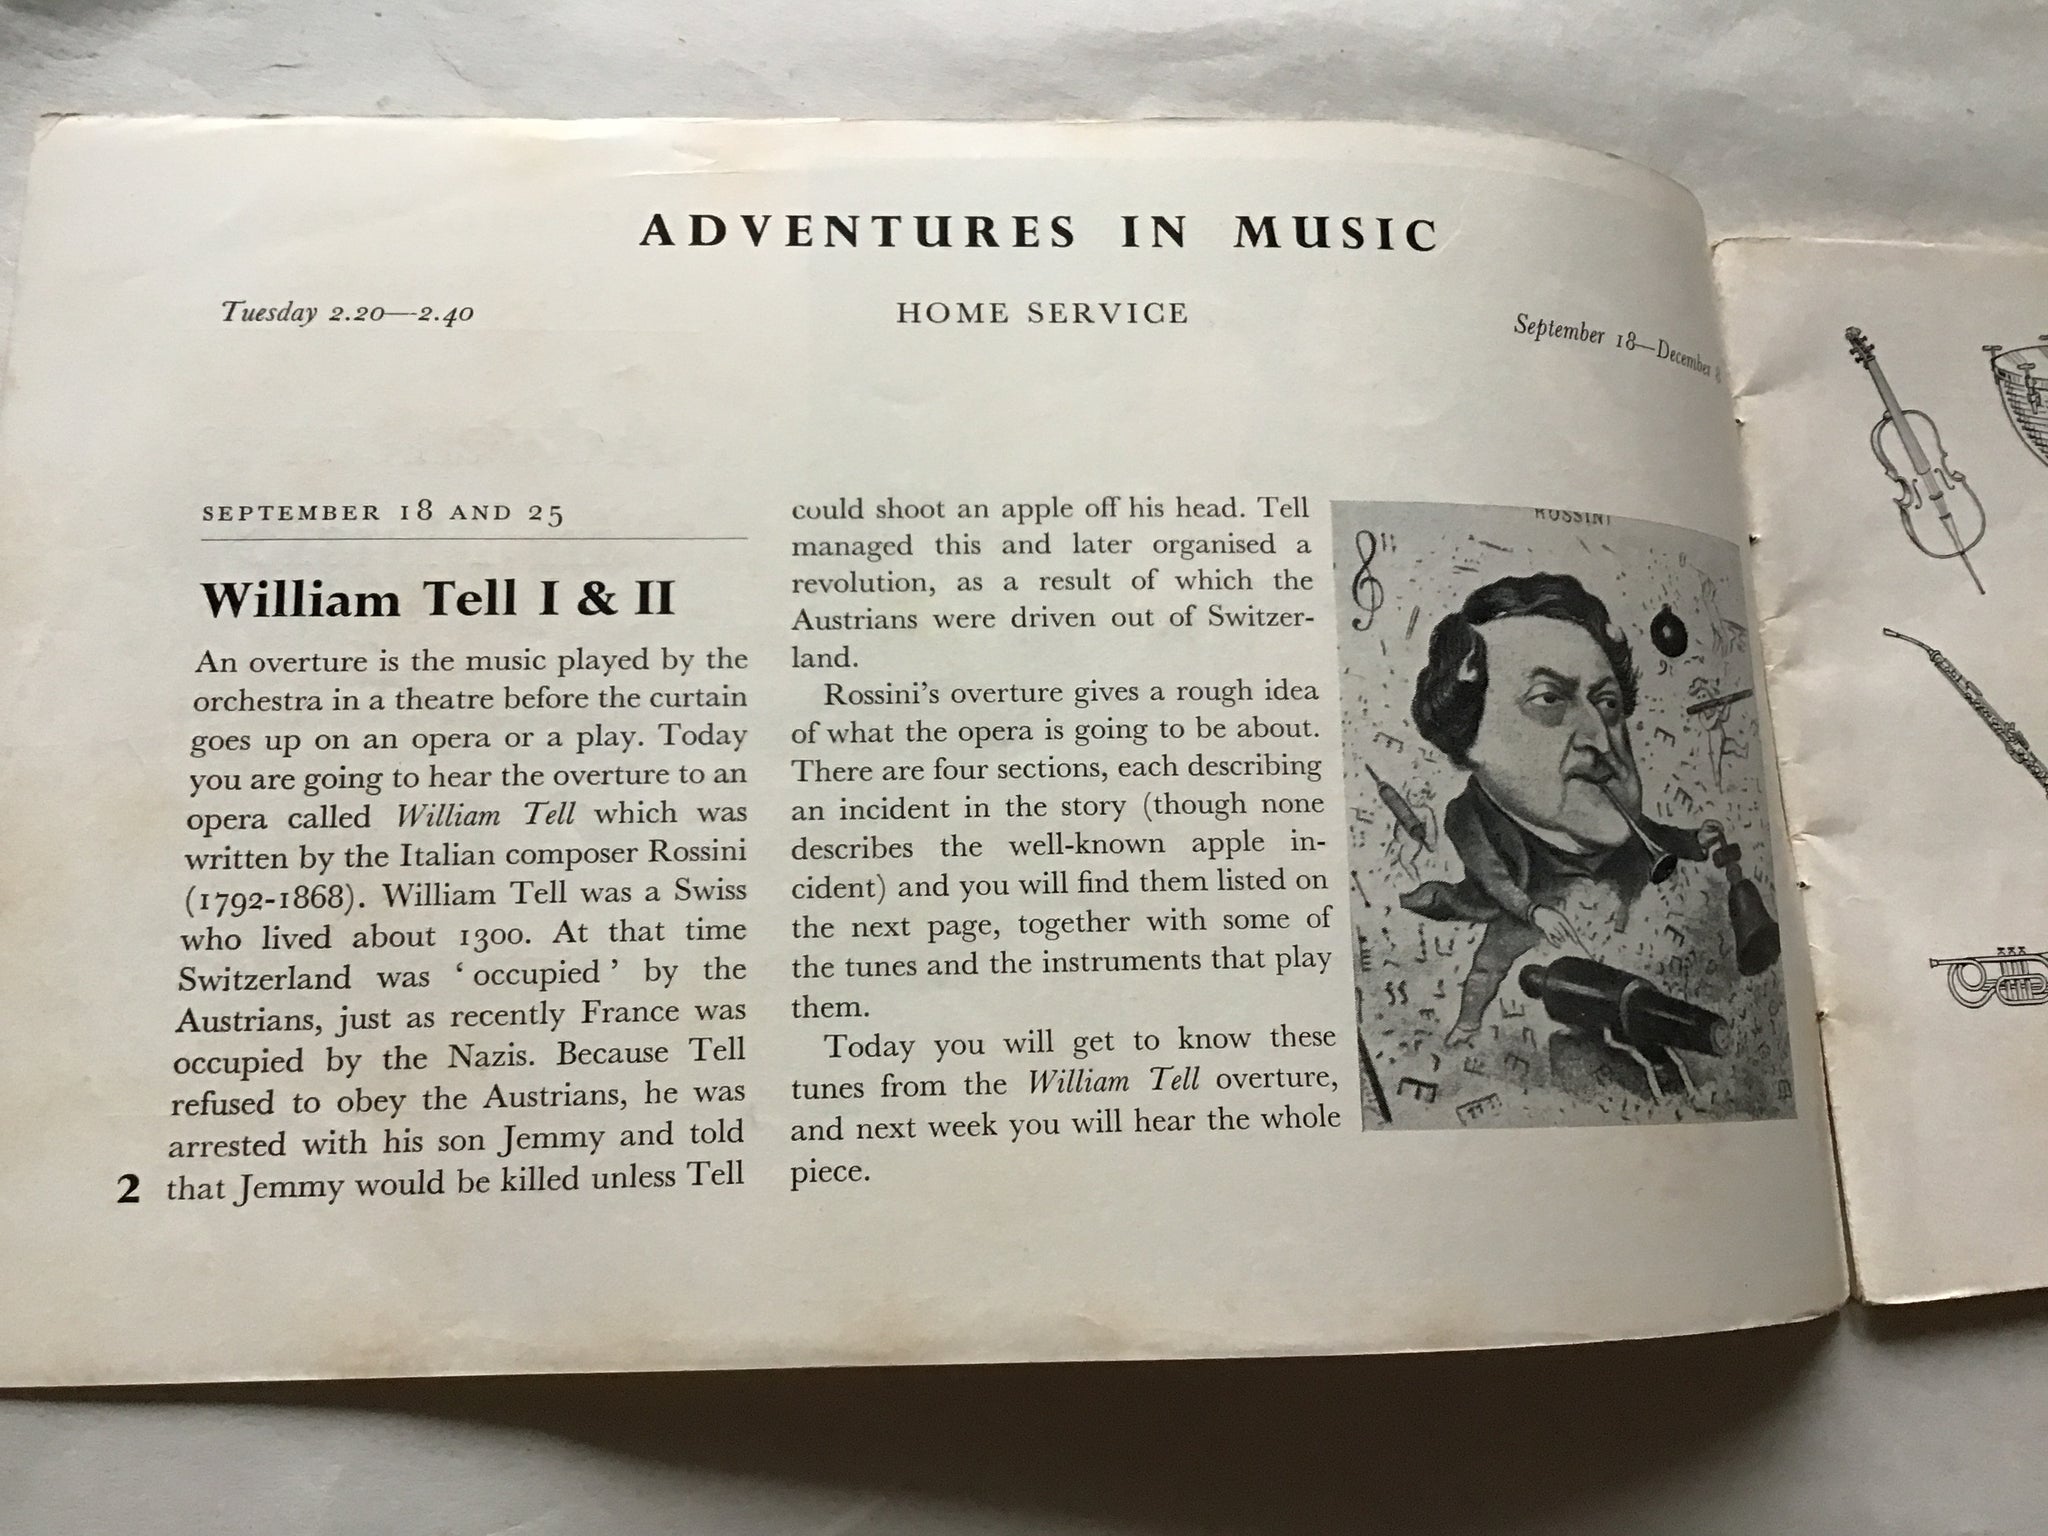 ADVENTURES IN MUSIC
Tuesday 2.20—2.40
HOME SERVICE
September 18—December
SEPTEMBER 18 AND 25
William Tell I & II
An overture is the music played by the
orchestra in a theatre before the curtain
goes up on an opera or a play. Today
you are going to hear the overture to an
opera called William Tell which was
written by the Italian composer Rossini
(1792-1868). William Tell was a Swiss
who lived about 1300. At that time
Switzerland was ‘ occupied ’ by the
Austrians, just as recently France was
occupied by the Nazis. Because Tell
refused to obey the Austrians, he was
arrested with his son Jemmy and told
that Jemmy would be killed unless Tell
2
could shoot an apple off his head. Tell
managed this and later organised a
revolution, as a result of which the
Austrians were driven out of Switzer-
land.
Rossini’s overture gives a rough idea
of what the opera is going to be about.
There are four sections, each describing
an incident in the story (though none
describes the well-known apple in-
cident) and you will find them listed on
the next page, together with some of
the tunes and the instruments that play
them.
Today you will get to know these
tunes from the William Tell overture,
and next week you will hear the whole
piece.
ROSSINI